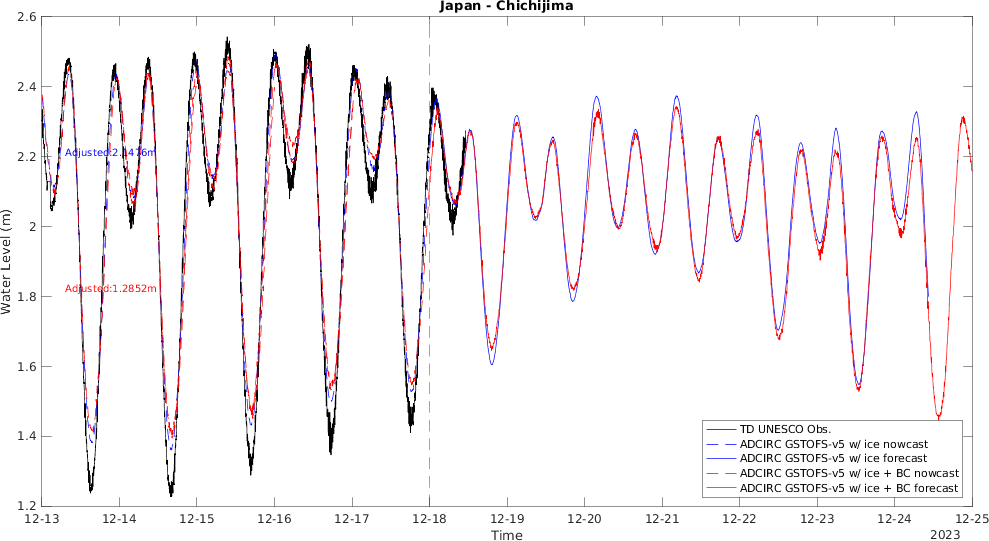 Japan - Chichijima
2.6
2.4
2.2
2
1.8
1.6
1.4
1.2
Water Level (m)
Adjusted:1.2852m
TD UNESCO Obs.
ADCIRC GSTOFS-v5 w/ ice nowcast
ADCIRC GSTOFS-v5 w/ ice forecast
ADCIRC GSTOFS-v5 w/ ice + BC nowcast
ADCIRC GSTOFS-v5 w/ ice + BC forecast
12-13 12-14 12-15 12-16 12-17 12-18 12-19 12-20 12-21 12-22 12-23 12-24 12-25
Time
2023